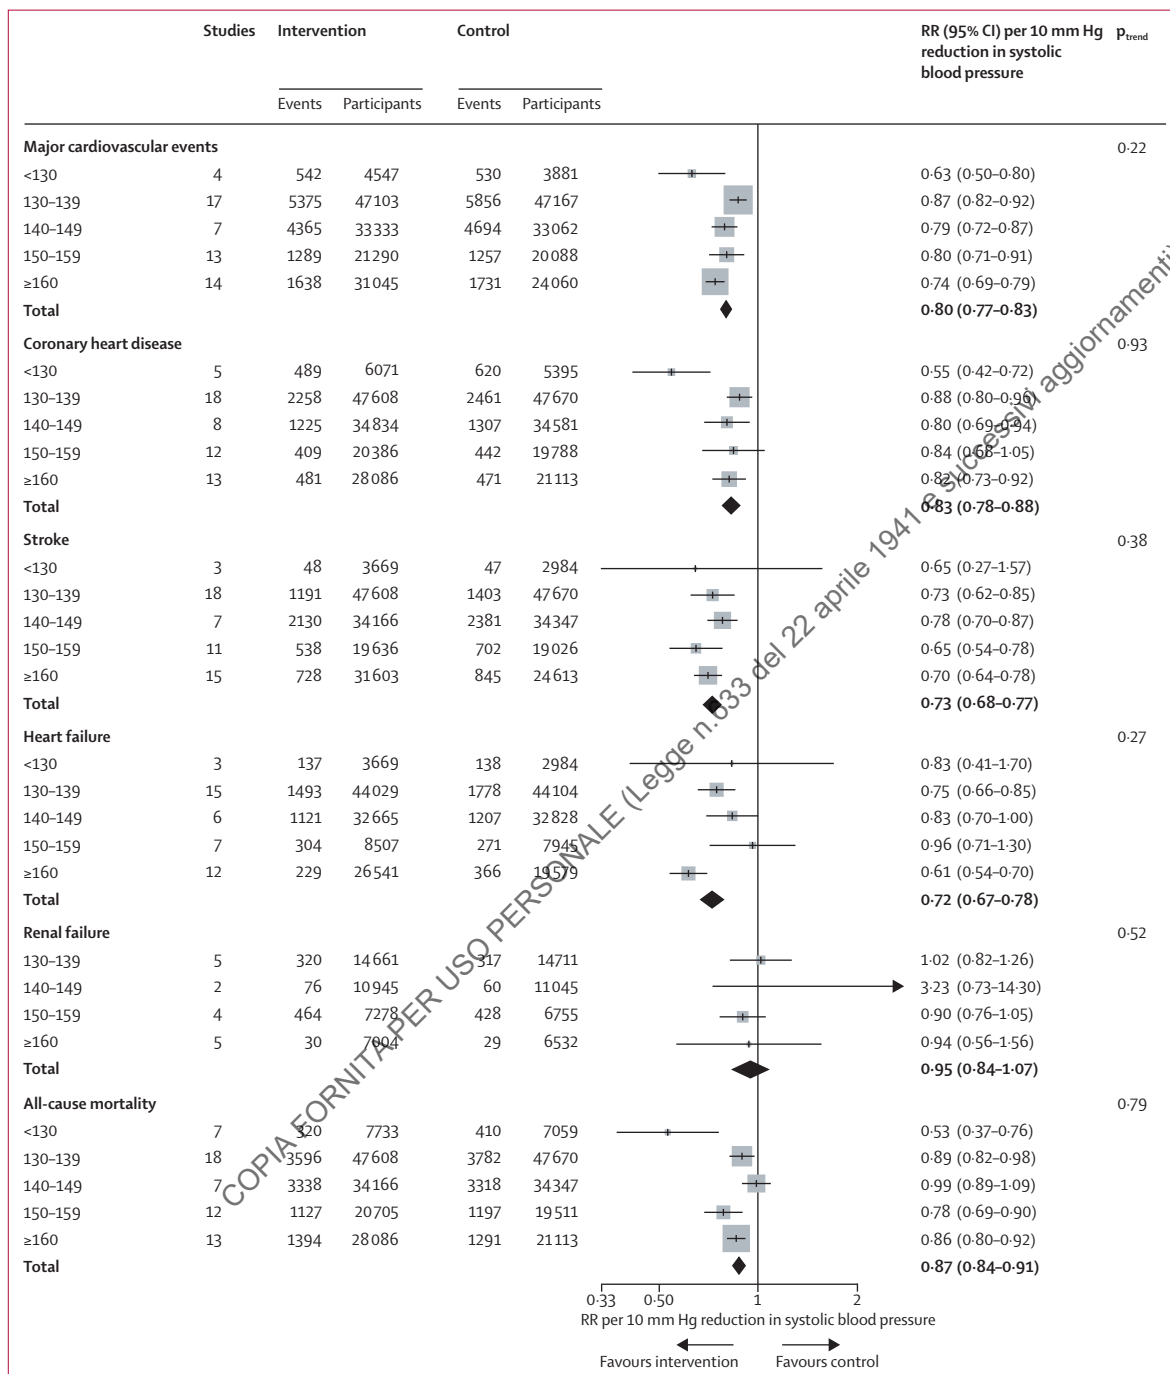 Studies Intervention Control RR (95% CI) per 10 mm Hg reduction in systolic blood pressure p trend
Events Participants Events Participants
Major cardiovascular events 0·22
<130 4 542 4547 530 3881 0·63 (0·50–0·80)
130–139 17 5375 47103 5856 47167 0·87 (0·82–0·92)
140–149 7 4365 33333 4694 33062 0·79 (0·72–0·87)
150–159 13 1289 21290 1257 20088 0·80 (0·71–0·91)
≥160 14 1638 31045 1731 24060 0·74 (0·69–0·79)
Total 0·80 (0·77–0·83)
Coronary heart disease 0·93
<130 5 489 6071 620 5395 0·55 (0·42–0·72)
130–139 18 2258 47608 2461 47670 0·88 (0·80–0·96)
140–149 8 1225 34834 1307 34581 0·80 (0·69–0·94)
150–159 12 409 20386 442 19788 0·84 (0·68–1·05)
≥160 13 481 28086 471 21113 0·82 (0·73–0·92)
Total 0·83 (0·78–0·88)
Stroke 0·38
<130 3 48 3669 47 2984 0·65 (0·27–1·57)
130–139 18 1191 47608 1403 47670 0·73 (0·62–0·85)
140–149 7 2130 34166 2381 34347 0·78 (0·70–0·87)
150–159 11 538 19636 702 19026 0·65 (0·54–0·78)
≥160 15 728 31603 845 24613 0·70 (0·64–0·78)
Total 0·73 (0·68–0·77)
Heart failure 0·27
<130 3 137 3669 138 2984 0·83 (0·41–1·70)
130–139 15 1493 44029 1778 44104 0·75 (0·66–0·85)
140–149 6 1121 32665 1207 32828 0·83 (0·70–1·00)
150–159 7 304 8507 271 7945 0·96 (0·71–1·30)
≥160 12 229 26541 366 19579 0·61 (0·54–0·70)
Total 0·72 (0·67–0·78)
Renal failure 0·52
130–139 5 320 14661 317 14711 1·02 (0·82–1·26)
140–149 2 76 10945 60 11045 3·23 (0·73–14·30)
150–159 4 464 7278 428 6755 0·90 (0·76–1·05)
≥160 5 30 7004 29 6532 0·94 (0·56–1·56)
Total 0·95 (0·84–1·07)
All-cause mortality 0·79
<130 7 320 7733 410 7059 0·53 (0·37–0·76)
130–139 18 3596 47608 3782 47670 0·89 (0·82–0·98)
140–149 7 3338 34166 3318 34347 0·99 (0·89–1·09)
150–159 12 1127 20705 1197 19511 0·78 (0·69–0·90)
≥160 13 1394 28086 1291 21113 0·86 (0·80–0·92)
Total 0·87 (0·84–0·91)
0·33 0·50 1 2
RR per 10 mm Hg reduction in systolic blood pressure
Favours intervention Favours control
COPIA FORNITA PER USO PERSONALE (Legge n.633 del 22 aprile 1941 e successivi aggiornamenti)